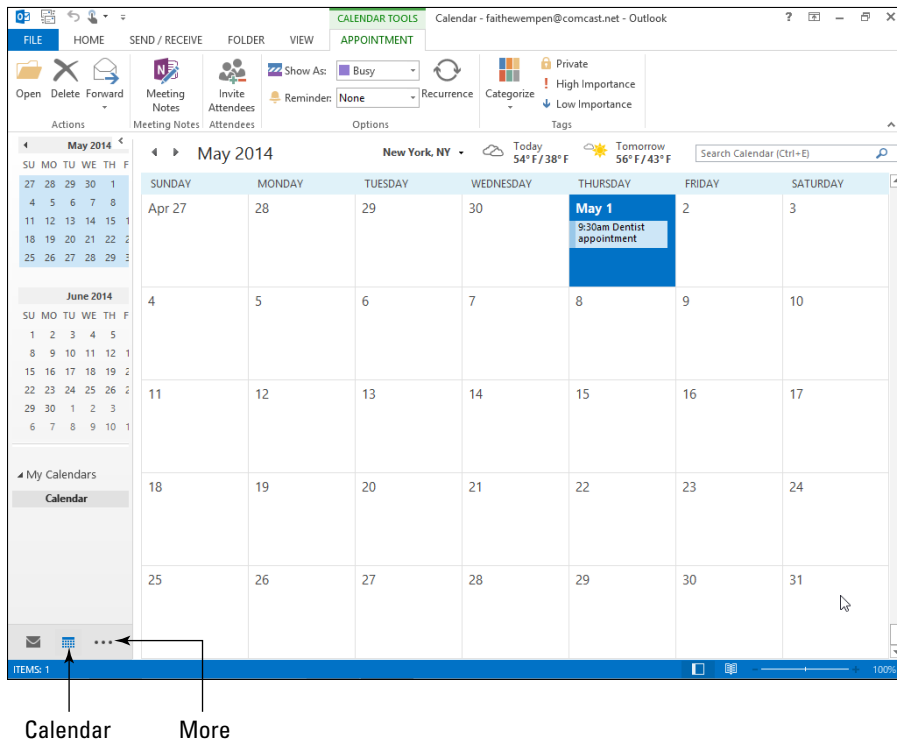 CALENDAR TOOLS Calendar - faithewempen@comcast.net - Outlook
FILE HOME SEND / RECEIVE FOLDER VIEW APPOINTMENT
Open Delete Forward
Actions
Meeting Notes
Meeting Notes
Invite Attendees
Attendees
Show As: Busy
Reminder: None
Recurrence
Options
Categorize
Private
High Importance
Low Importance
Tags
May 2014
SU MO TU WE TH F
27 28 29 30 1
4 5 6 7 8
11 12 13 14 15 1
18 19 20 21 22 2
25 26 27 28 29 3
June 2014
SU MO TU WE TH F
1 2 3 4 5
8 9 10 11 12 1
15 16 17 18 19 2
22 23 24 25 26 2
29 30 1 2 3
6 7 8 9 10 1
My Calendars
Calendar
May 2014
New York, NY
Today
54° F / 38° F
Tomorrow
56° F / 43° F
Search Calendar (Ctrl+E)
SUNDAY MONDAY TUESDAY WEDNESDAY THURSDAY FRIDAY SATURDAY
Apr 27 28 29 30 May 1 2 3
9:30am Dentist
appointment
4 5 6 7 8 9 10
11 12 13 14 15 16 17
18 19 20 21 22 23 24
25 26 27 28 29 30 31
ITEMS: 1
100%
Calendar More